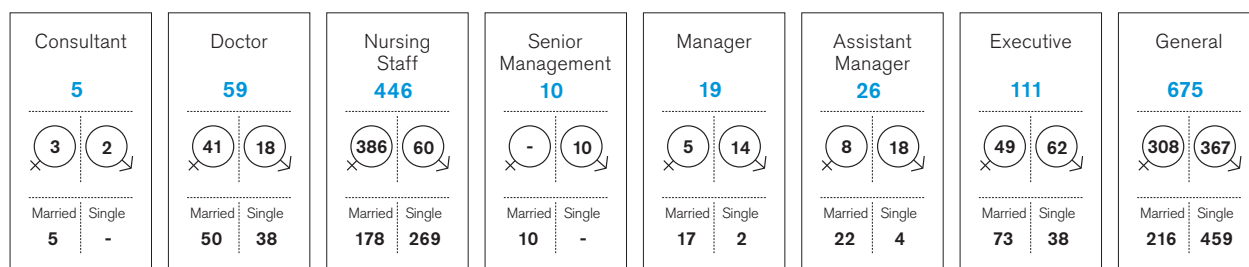 Consultant
5
3 2
Married Single
5 -
Doctor
59
41 18
Married Single
50 38
Nursing
Staff
446
386 60
Married Single
178 269
Senior
Management
10
- 10
Married Single
10 -
Manager
19
5 14
Married Single
17 2
Assistant
Manager
26
8 18
Married Single
22 4
Executive
111
49 62
Married Single
73 38
General
675
308 367
Married Single
216 459